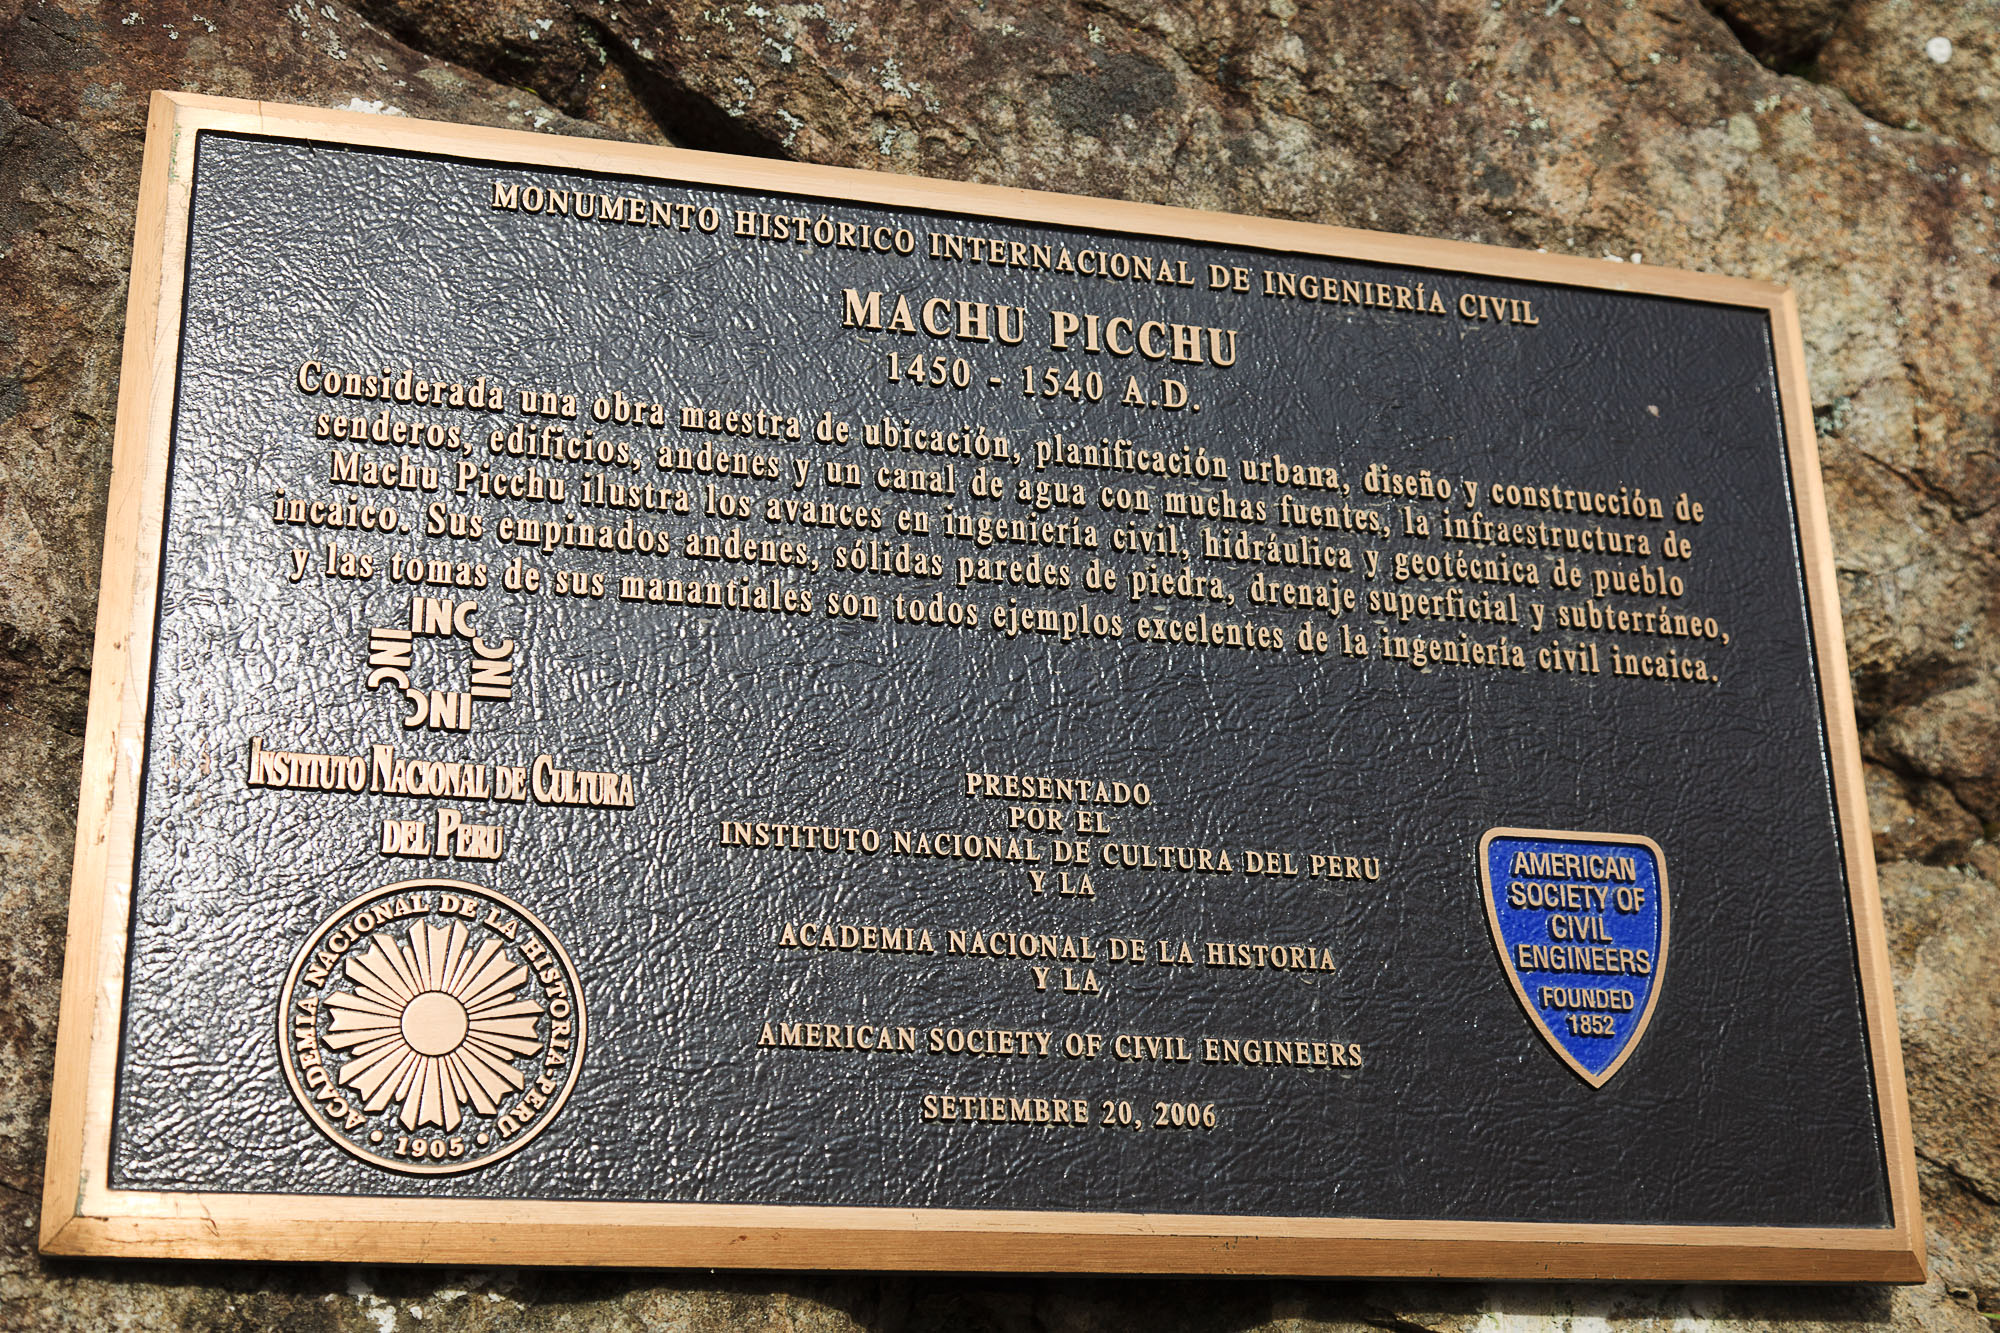 MONUMENTO HISTÓRICO INTERNACIONAL DE INGENIERÍA CIVIL
MACHU PICCHU
1450 - 1540 A.D.
Considerada una obra maestra de ubicación, planificación urbana, diseño y construcción de
senderos, edificios, andenes y un canal de agua con muchas fuentes, la infraestructura de
Machu Picchu ilustra los avances en ingeniería civil, hidráulica y geotécnica de pueblo
incaico. Sus empinados andenes, sólidas paredes de piedra, drenaje superficial y subterráneo,
y las tomas de sus manantiales son todos ejemplos excelentes de la ingeniería civil incaica.
INC
INC
INC
INC
INSTITUTO NACIONAL DE CULTURA
DEL PERU
ACADEMIA NACIONAL DE LA HISTORIA-PERU
• 1905 •
PRESENTADO
POR EL
INSTITUTO NACIONAL DE CULTURA DEL PERU
Y LA
ACADEMIA NACIONAL DE LA HISTORIA
Y LA
AMERICAN SOCIETY OF CIVIL ENGINEERS
SETIEMBRE 20, 2006
AMERICAN
SOCIETY OF
CIVIL
ENGINEERS
FOUNDED
1852